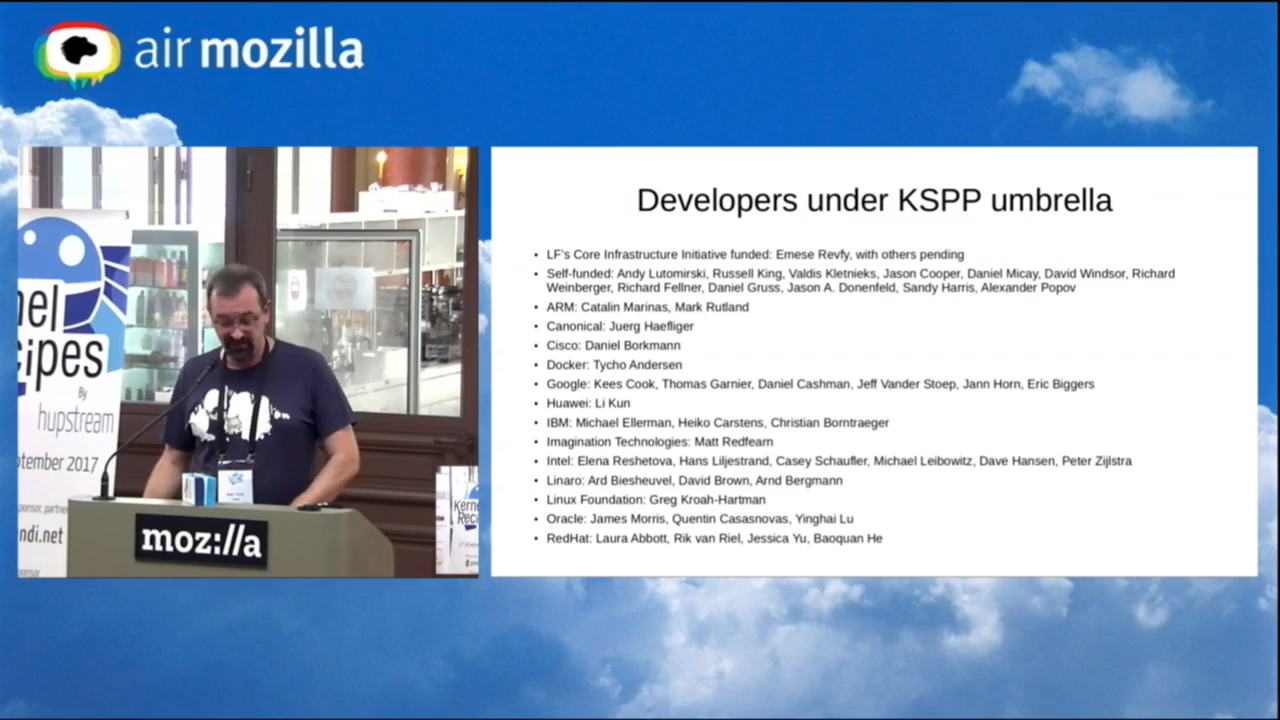 air mozilla
Developers under KSPP umbrella
• LF's Core Infrastructure Initiative funded: Emese Revfy, with others pending
• Self-funded: Andy Lutomirski, Russell King, Valdis Kletnieks, Jason Cooper, Daniel Micay, David Windsor, Richard
Weinberger, Richard Fellner, Daniel Gruss, Jason A. Donenfeld, Sandy Harris, Alexander Popov
• ARM: Catalin Marinas, Mark Rutland
• Canonical: Juerg Haefliger
• Cisco: Daniel Borkmann
• Docker: Tycho Andersen
• Google: Kees Cook, Thomas Garnier, Daniel Cashman, Jeff Vander Stoep, Jann Horn, Eric Biggers
• Huawei: Li Kun
• IBM: Michael Ellerman, Heiko Carstens, Christian Borntraeger
• Imagination Technologies: Matt Redfearn
• Intel: Elena Reshetova, Hans Liljestrand, Casey Schaufler, Michael Leibowitz, Dave Hansen, Peter Zijlstra
• Linaro: Ard Biesheuvel, David Brown, Arnd Bergmann
• Linux Foundation: Greg Kroah-Hartman
• Oracle: James Morris, Quentin Casasnovas, Yinghai Lu
• RedHat: Laura Abbott, Rik van Riel, Jessica Yu, Baoquan He
nel
cipes
By
hupstream
ptember 2017
ndi.net
moz://a